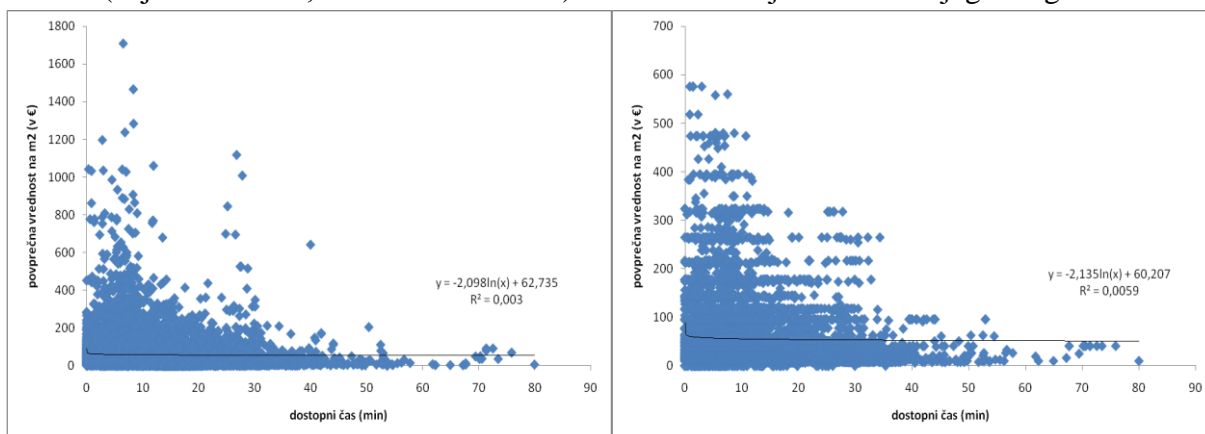 povprečna vrednost na m2 (v €)
1800
1600
1400
1200
1000
800
600
400
200
0
y = -2,098ln(x) + 62,735
R² = 0,003
0 10 20 30 40 50 60 70 80 90
dostopni čas (min)
povprečna vrednost na m2 (v €)
700
600
500
400
300
200
100
0
y = -2,135ln(x) + 60,207
R² = 0,0059
0 10 20 30 40 50 60 70 80 90
dostopni čas (min)